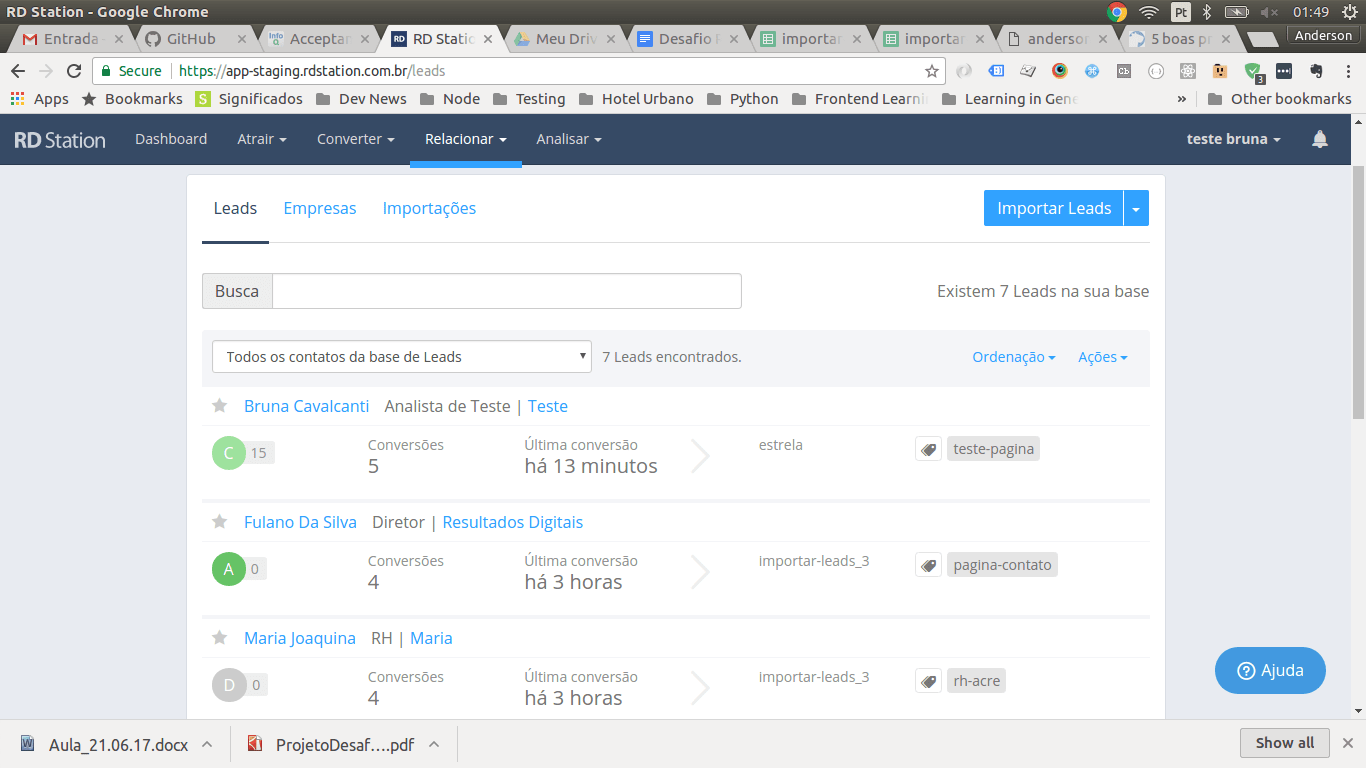 RD Station - Google Chrome
Pt
01:49
Entrada
GitHub
Acceptan
RD Static
Meu Driv
Desafio
importar
importar
anderson
5 boas pr
Anderson
Secure
https://app-staging.rdstation.com.br/leads
Cb
3
Apps
Bookmarks
Significados
Dev News
Node
Testing
Hotel Urbano
Python
Frontend Learni
Learning in Gene
»
Other bookmarks
RD Station
Dashboard
Atrair
Converter
Relacionar
Analisar
teste bruna
Leads
Empresas
Importações
Importar Leads
Busca
Existem 7 Leads na sua base
Todos os contatos da base de Leads
7 Leads encontrados.
Ordenação
Ações
Bruna Cavalcanti Analista de Teste | Teste
C 15
Conversões
5
Última conversão
há 13 minutos
estrela
teste-pagina
Fulano Da Silva Diretor | Resultados Digitais
A 0
Conversões
4
Última conversão
há 3 horas
importar-leads_3
pagina-contato
Maria Joaquina RH | Maria
D 0
Conversões
4
Última conversão
há 3 horas
importar-leads_3
rh-acre
Ajuda
Aula_21.06.17.docx
ProjetoDesaf....pdf
Show all